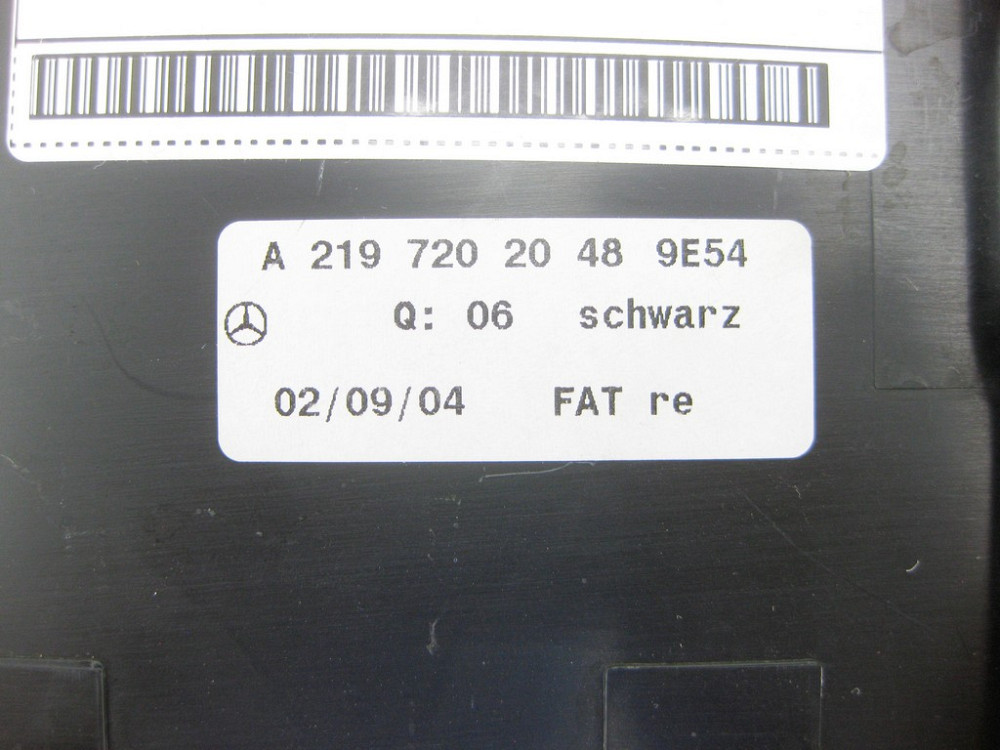 A 219 720 20 48 9E54
Q: 06 schwarz
02/09/04 FAT re